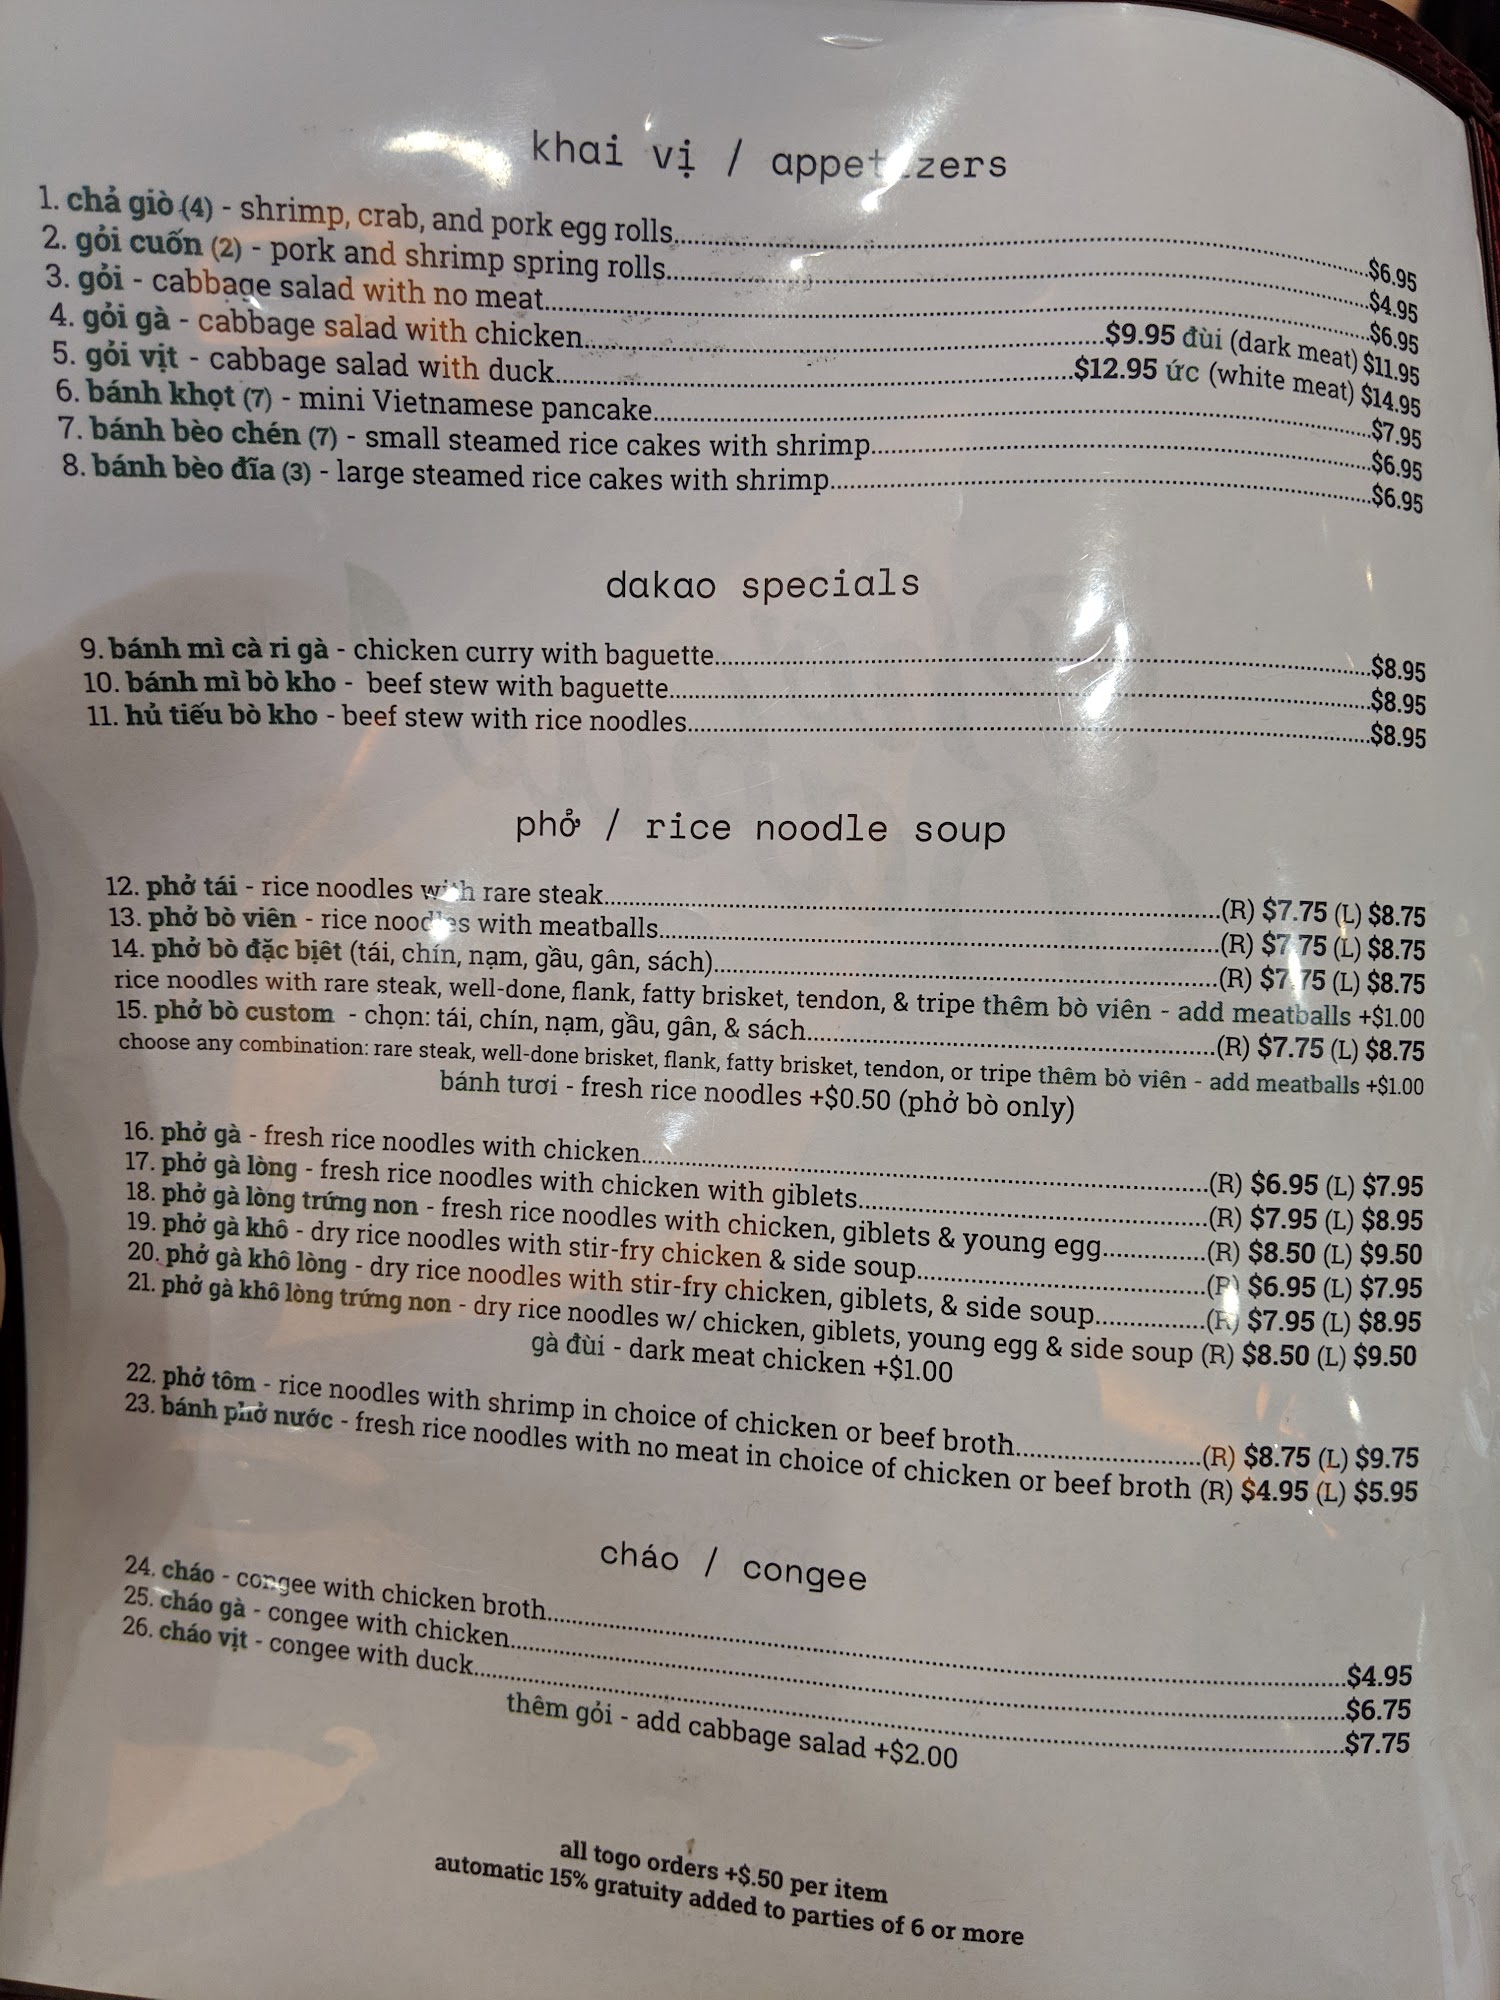 khai vị / appetizers
1. chả giò (4) - shrimp, crab, and pork egg rolls........$6.95
2. gỏi cuốn (2) - pork and shrimp spring rolls........$4.95
3. gỏi - cabbage salad with no meat........$6.95
4. gỏi gà - cabbage salad with chicken........$9.95 đùi (dark meat) $11.95
5. gỏi vịt - cabbage salad with duck........$12.95 ức (white meat) $14.95
6. bánh khọt (7) - mini Vietnamese pancake........$7.95
7. bánh bèo chén (7) - small steamed rice cakes with shrimp........$6.95
8. bánh bèo đĩa (3) - large steamed rice cakes with shrimp........$6.95
dakao specials
9. bánh mì cà ri gà - chicken curry with baguette........$8.95
10. bánh mì bò kho - beef stew with baguette........$8.95
11. hủ tiếu bò kho - beef stew with rice noodles........$8.95
phở / rice noodle soup
12. phở tái - rice noodles with rare steak........(R) $7.75 (L) $8.75
13. phở bò viên - rice noodles with meatballs........(R) $7.75 (L) $8.75
14. phở bò đặc biệt (tái, chín, nạm, gầu, gân, sách)........(R) $7.75 (L) $8.75
rice noodles with rare steak, well-done, flank, fatty brisket, tendon, & tripe thêm bò viên - add meatballs +$1.00
15. phở bò custom - chọn: tái, chín, nạm, gầu, gân, & sách........(R) $7.75 (L) $8.75
choose any combination: rare steak, well-done brisket, flank, fatty brisket, tendon, or tripe thêm bò viên - add meatballs +$1.00
bánh tươi - fresh rice noodles +$0.50 (phở bò only)
16. phở gà - fresh rice noodles with chicken........(R) $6.95 (L) $7.95
17. phở gà lòng - fresh rice noodles with chicken with giblets........(R) $7.95 (L) $8.95
18. phở gà lòng trứng non - fresh rice noodles with chicken, giblets & young egg........(R) $8.50 (L) $9.50
19. phở gà khô - dry rice noodles with stir-fry chicken & side soup........(R) $6.95 (L) $7.95
20. phở gà khô lòng - dry rice noodles with stir-fry chicken, giblets, & side soup........(R) $7.95 (L) $8.95
21. phở gà khô lòng trứng non - dry rice noodles w/ chicken, giblets, young egg & side soup (R) $8.50 (L) $9.50
gà đùi - dark meat chicken +$1.00
22. phở tôm - rice noodles with shrimp in choice of chicken or beef broth........(R) $8.75 (L) $9.75
23. bánh phở nước - fresh rice noodles with no meat in choice of chicken or beef broth (R) $4.95 (L) $5.95
cháo / congee
24. cháo - congee with chicken broth........$4.95
25. cháo gà - congee with chicken........$6.75
26. cháo vịt - congee with duck........$7.75
thêm gỏi - add cabbage salad +$2.00
all togo orders +$.50 per item
automatic 15% gratuity added to parties of 6 or more